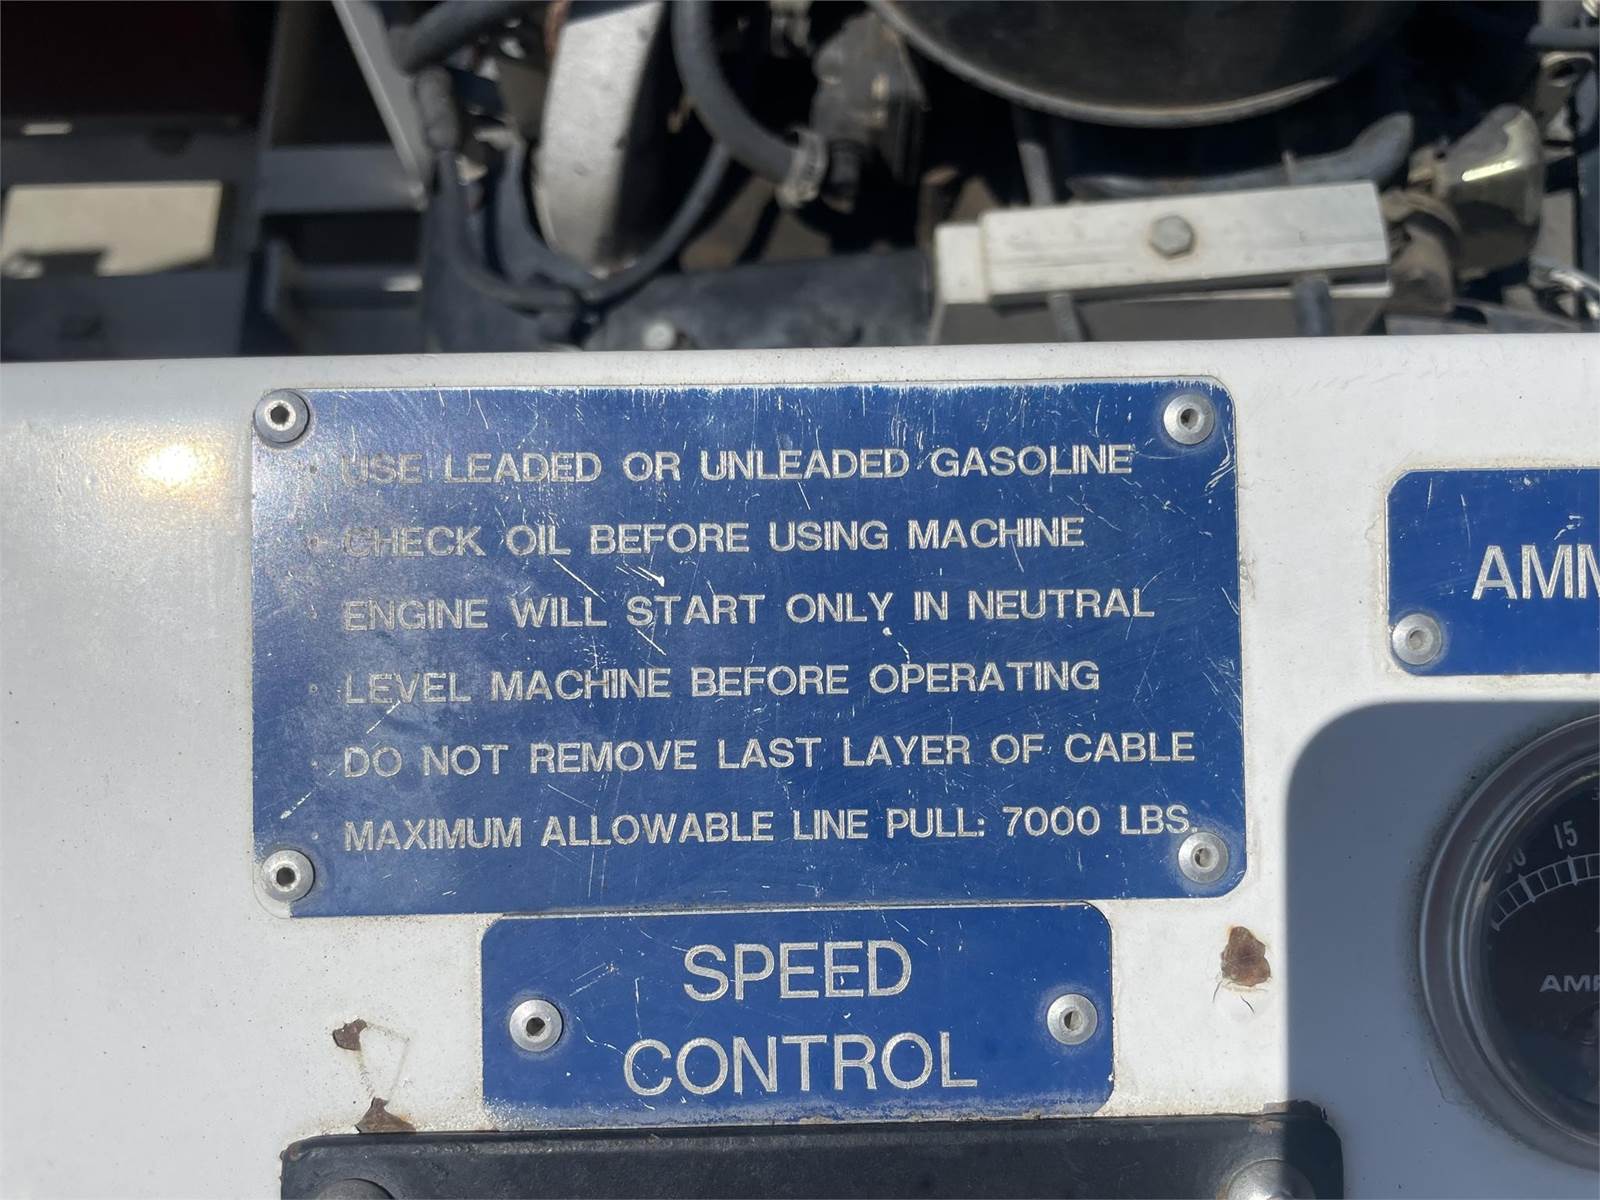 · USE LEADED OR UNLEADED GASOLINE
· CHECK OIL BEFORE USING MACHINE
· ENGINE WILL START ONLY IN NEUTRAL
· LEVEL MACHINE BEFORE OPERATING
· DO NOT REMOVE LAST LAYER OF CABLE
· MAXIMUM ALLOWABLE LINE PULL: 7000 LBS.
SPEED
CONTROL
15